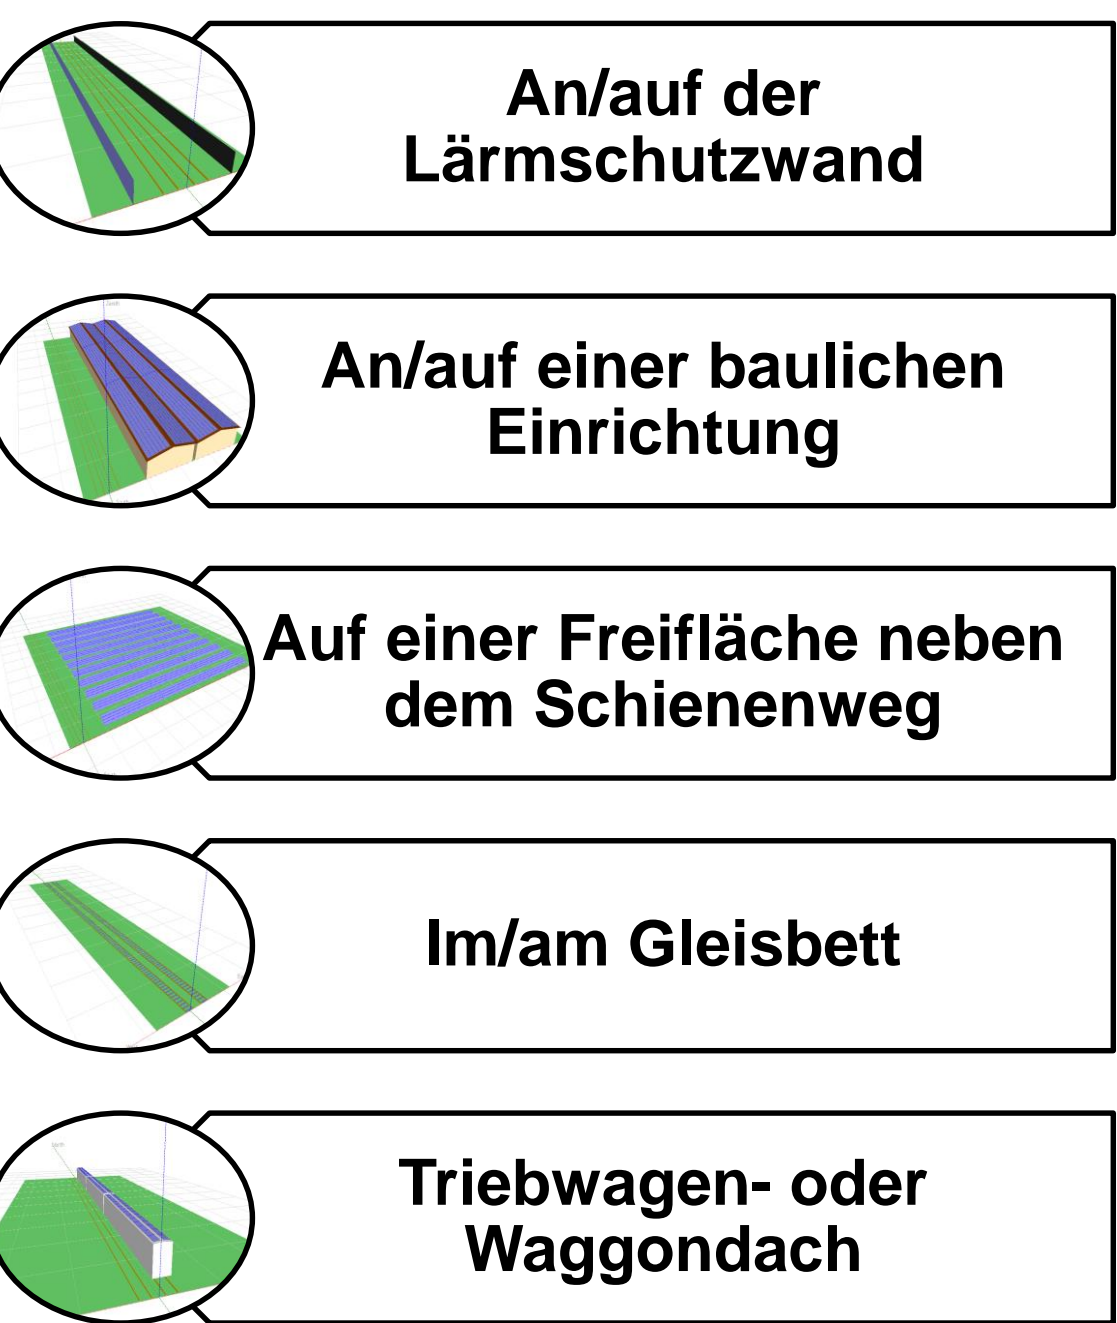 An/auf der
Lärmschutzwand
An/auf einer baulichen
Einrichtung
Auf einer Freifläche neben
dem Schienenweg
Im/am Gleisbett
Triebwagen- oder
Waggondach